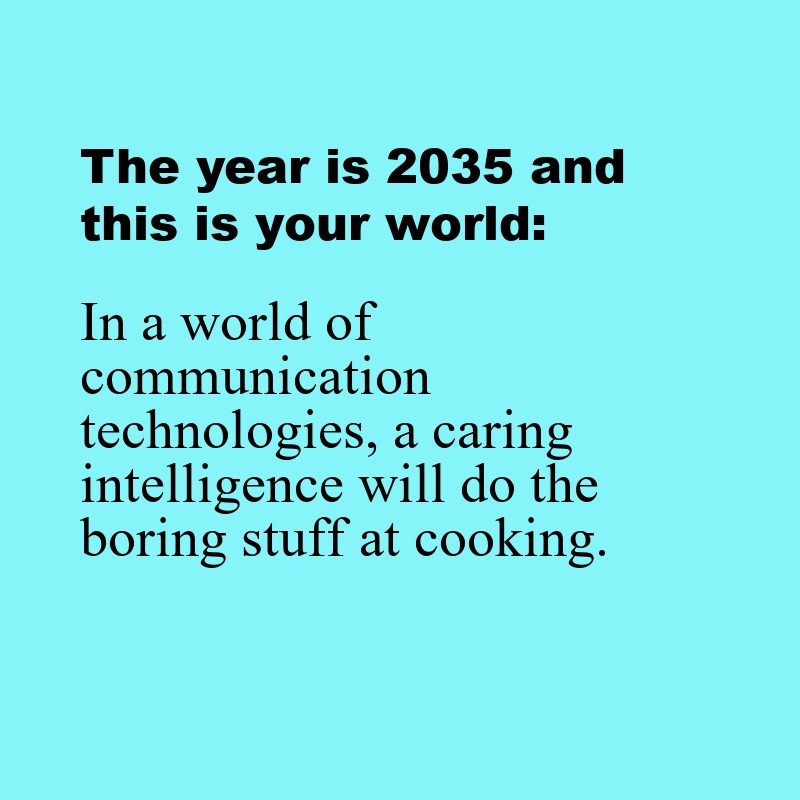 The year is 2035 and
this is your world:
In a world of
communication
technologies, a caring
intelligence will do the
boring stuff at cooking.